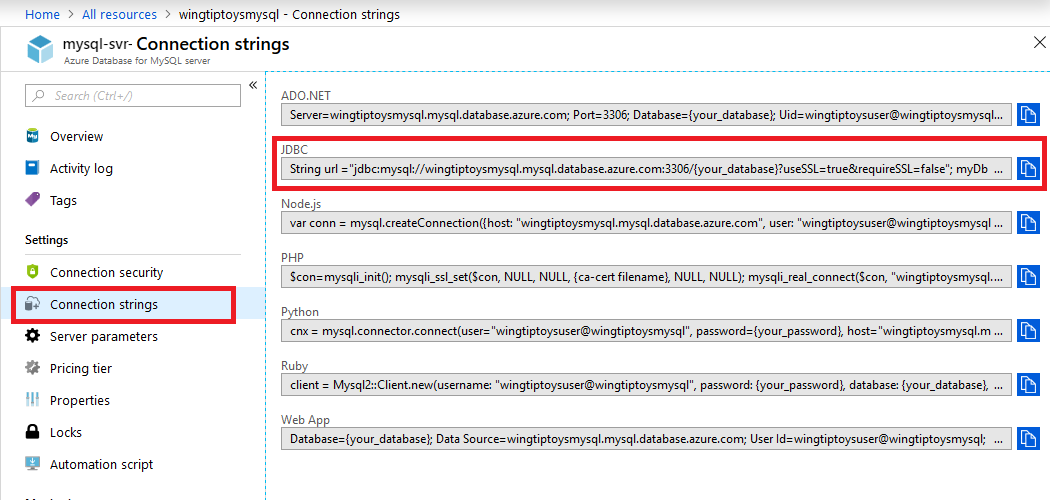 Home > All resources > wingtiptoysmysql - Connection strings
mysql-svr- Connection strings
Azure Database for MySQL server
Search (Ctrl+/)
«
Overview
Activity log
Tags
Settings
Connection security
Connection strings
Server parameters
Pricing tier
Properties
Locks
Automation script
ADO.NET
Server=wingtiptoysmysql.mysql.database.azure.com; Port=3306; Database={your_database}; Uid=wingtiptoysuser@wingtiptoysmysql...
JDBC
String url ="jdbc:mysql://wingtiptoysmysql.mysql.database.azure.com:3306/{your_database}?useSSL=true&requireSSL=false"; myDb ...
Node.js
var conn = mysql.createConnection({host: "wingtiptoysmysql.mysql.database.azure.com", user: "wingtiptoysuser@wingtiptoysmysql ...
PHP
$con=mysqli_init(); mysqli_ssl_set($con, NULL, NULL, {ca-cert filename}, NULL, NULL); mysqli_real_connect($con, "wingtiptoysmysql....
Python
cnx = mysql.connector.connect(user="wingtiptoysuser@wingtiptoysmysql", password={your_password}, host="wingtiptoysmysql.m ...
Ruby
client = Mysql2::Client.new(username: "wingtiptoysuser@wingtiptoysmysql", password: {your_password}, database: {your_database}, ...
Web App
Database={your_database}; Data Source=wingtiptoysmysql.mysql.database.azure.com; User Id=wingtiptoysuser@wingtiptoysmysql; ...